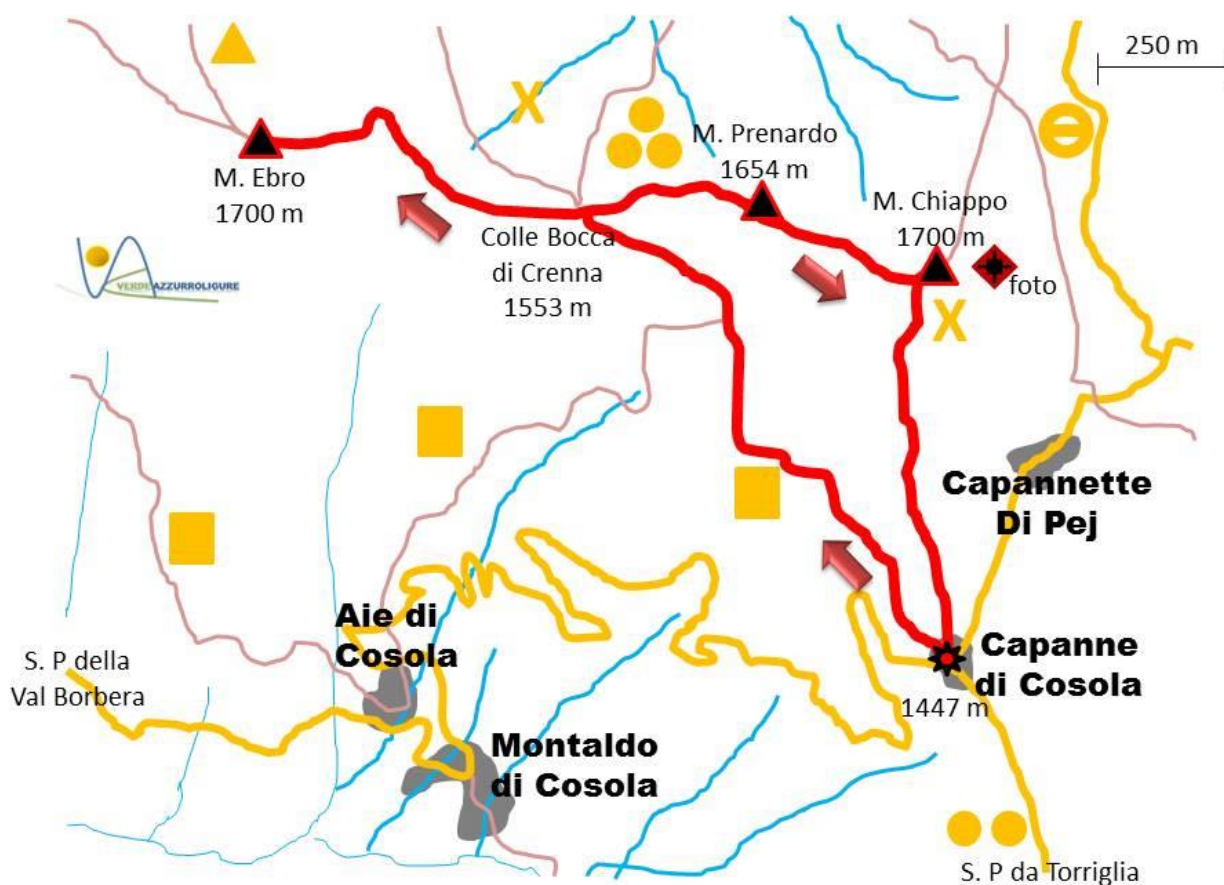 250 m
M. Prenardo
1654 m
M. Ebro
1700 m
M. Chiappo
1700 m
Colle Bocca
di Crenna
1553 m
foto
VERDEAZZURROLIGURE
X
X
Capannette
Di Pej
Aie di
Cosola
S. P della
Val Borbera
Capanne
di Cosola
1447 m
Montaldo
di Cosola
S. P da Torriglia